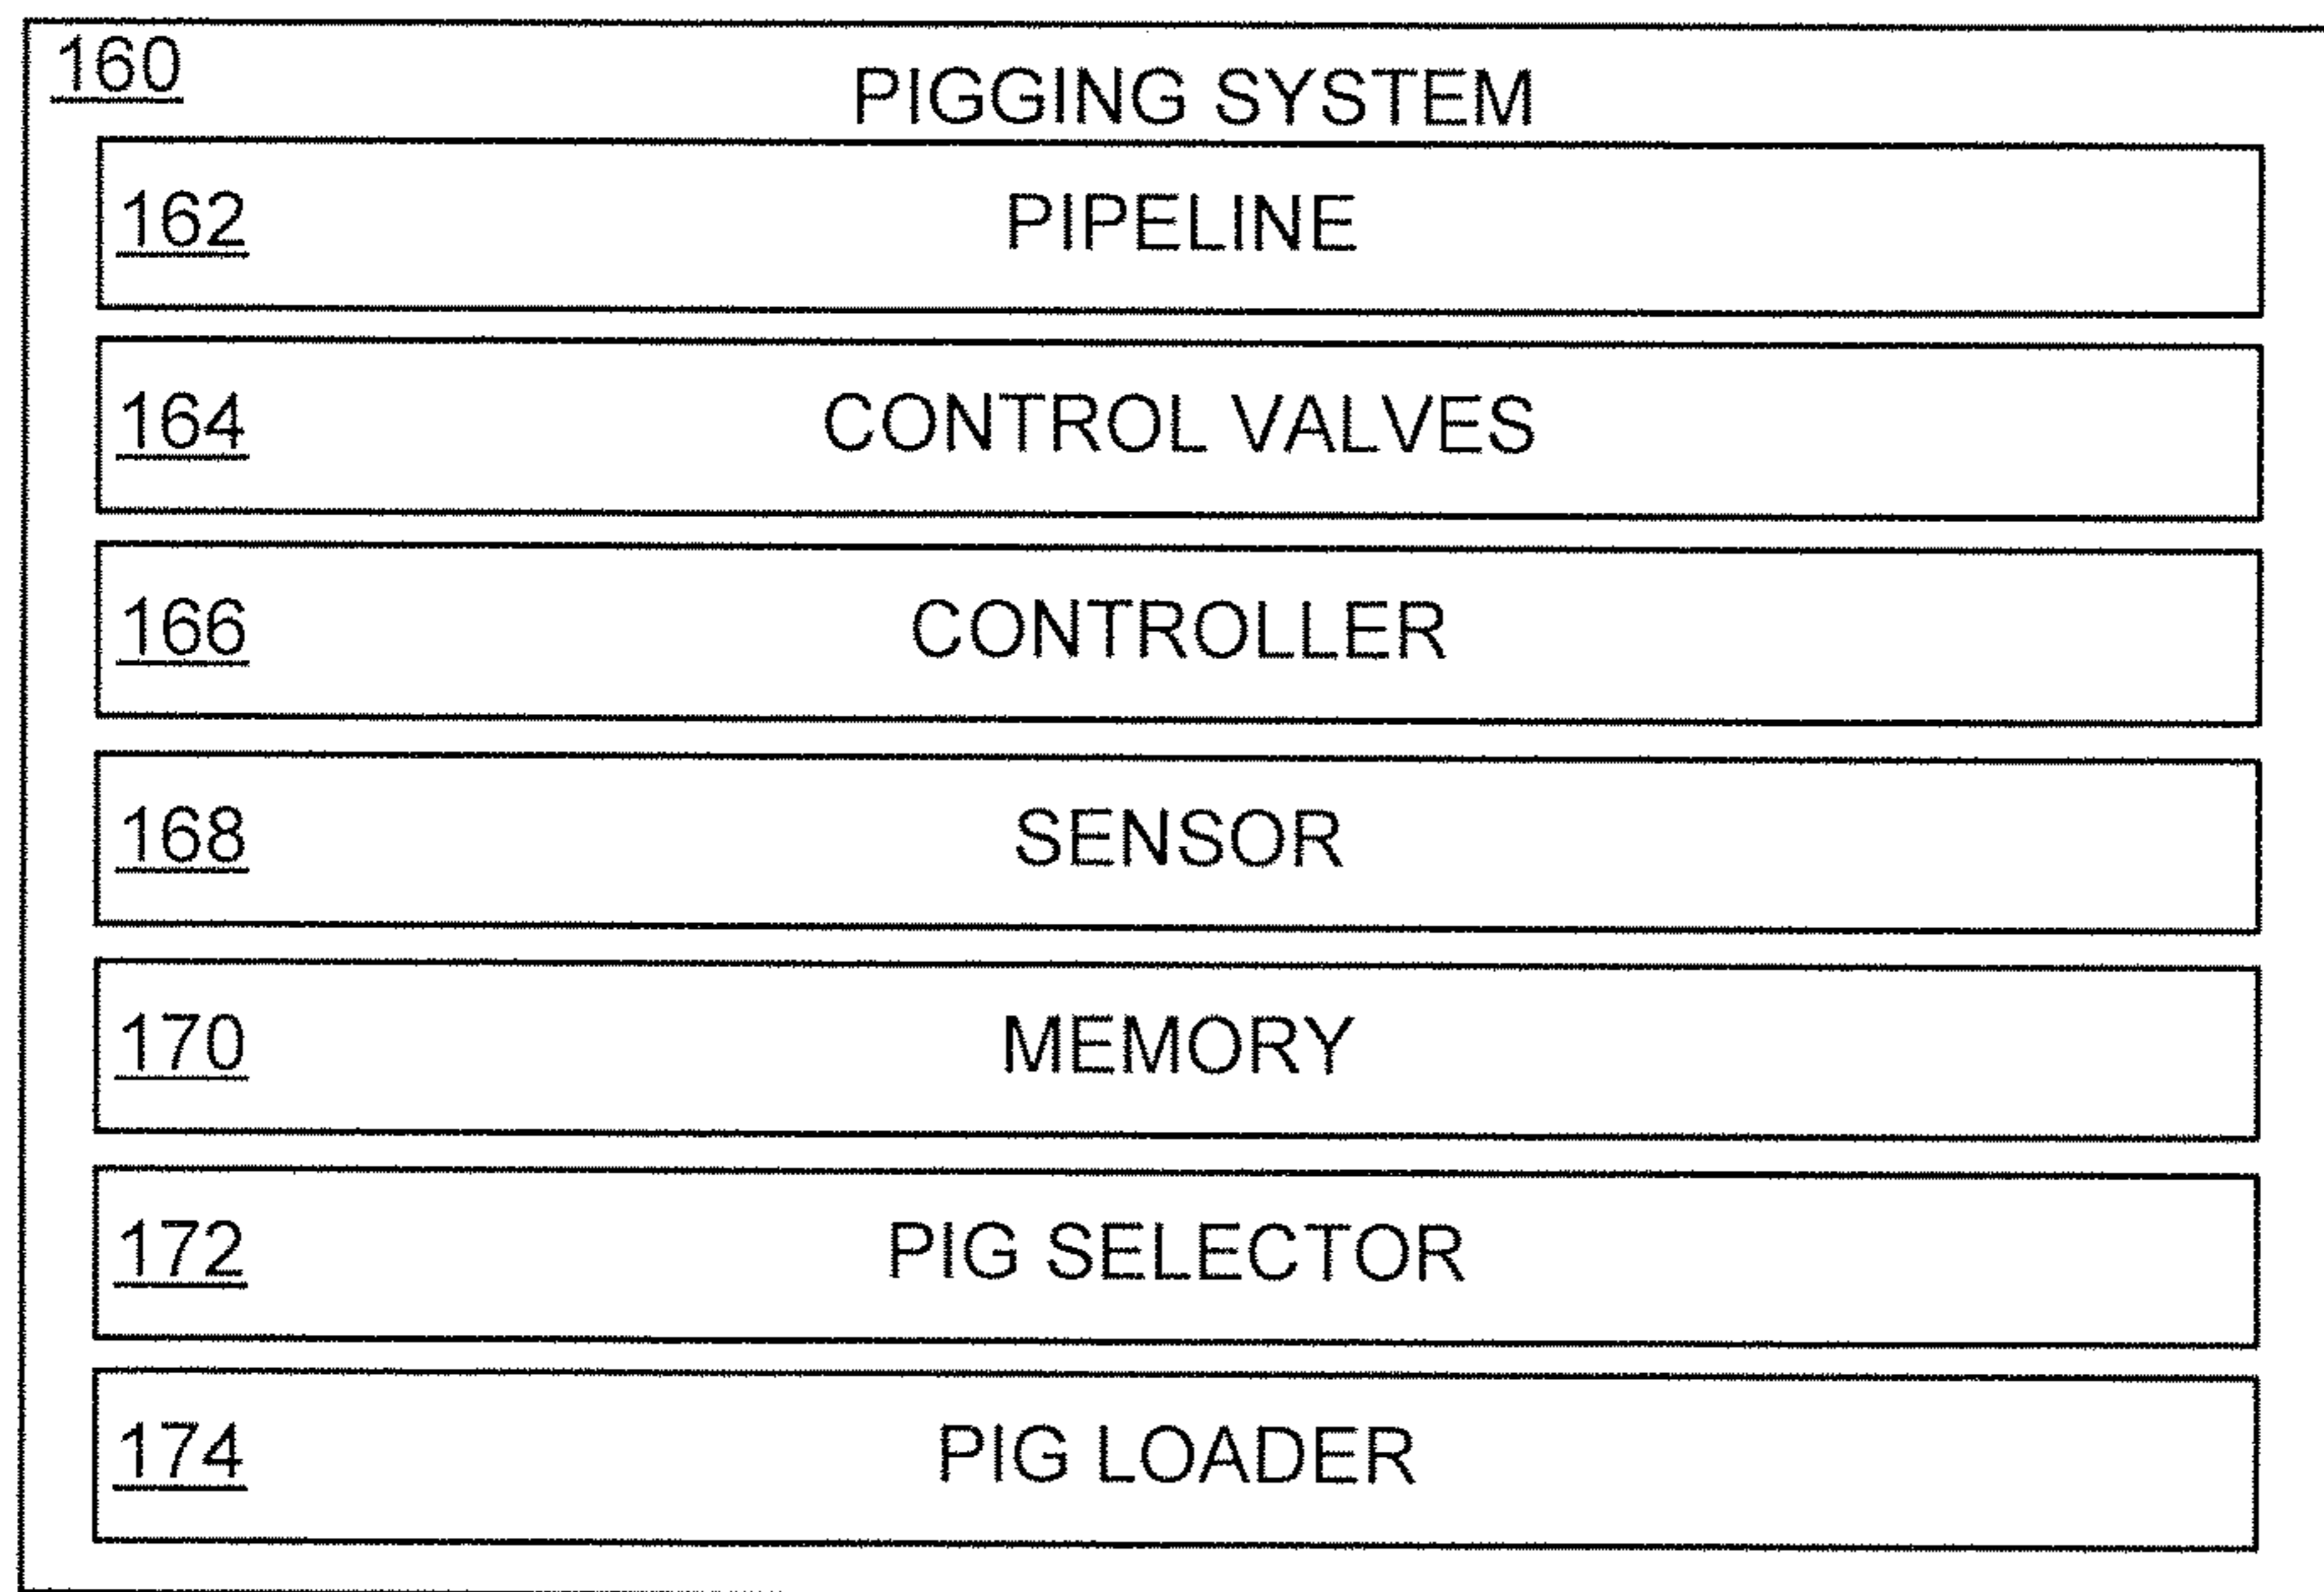 160
PIGGING SYSTEM
162 PIPELINE
164 CONTROL VALVES
166 CONTROLLER
168 SENSOR
170 MEMORY
172 PIG SELECTOR
174 PIG LOADER